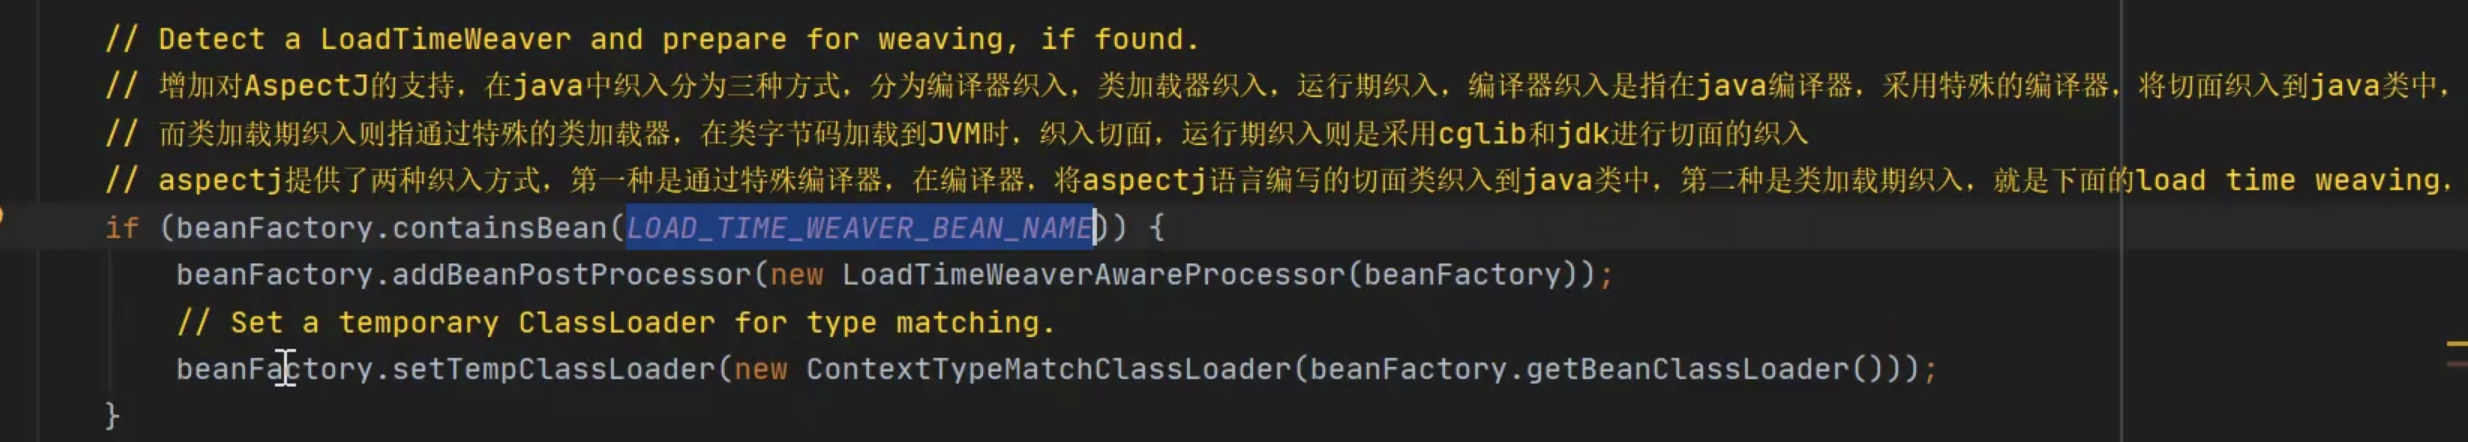 // Detect a LoadTimeWeaver and prepare for weaving, if found.
// 增加对AspectJ的支持，在java中织入分为三种方式，分为编译器织入，类加载器织入，运行期织入，编译器织入是指在java编译器，采用特殊的编译器，将切面织入到java类中，
// 而类加载期织入则指通过特殊的类加载器，在类字节码加载到JVM时，织入切面，运行期织入则是采用cglib和jdk进行切面的织入
// aspectj提供了两种织入方式，第一种是通过特殊编译器，在编译器，将aspectj语言编写的切面类织入到java类中，第二种是类加载期织入，就是下面的load time weaving，
if (beanFactory.containsBean(LOAD_TIME_WEAVER_BEAN_NAME)) {
beanFactory.addBeanPostProcessor(new LoadTimeWeaverAwareProcessor(beanFactory));
// Set a temporary ClassLoader for type matching.
beanFactory.setTempClassLoader(new ContextTypeMatchClassLoader(beanFactory.getBeanClassLoader()));
}